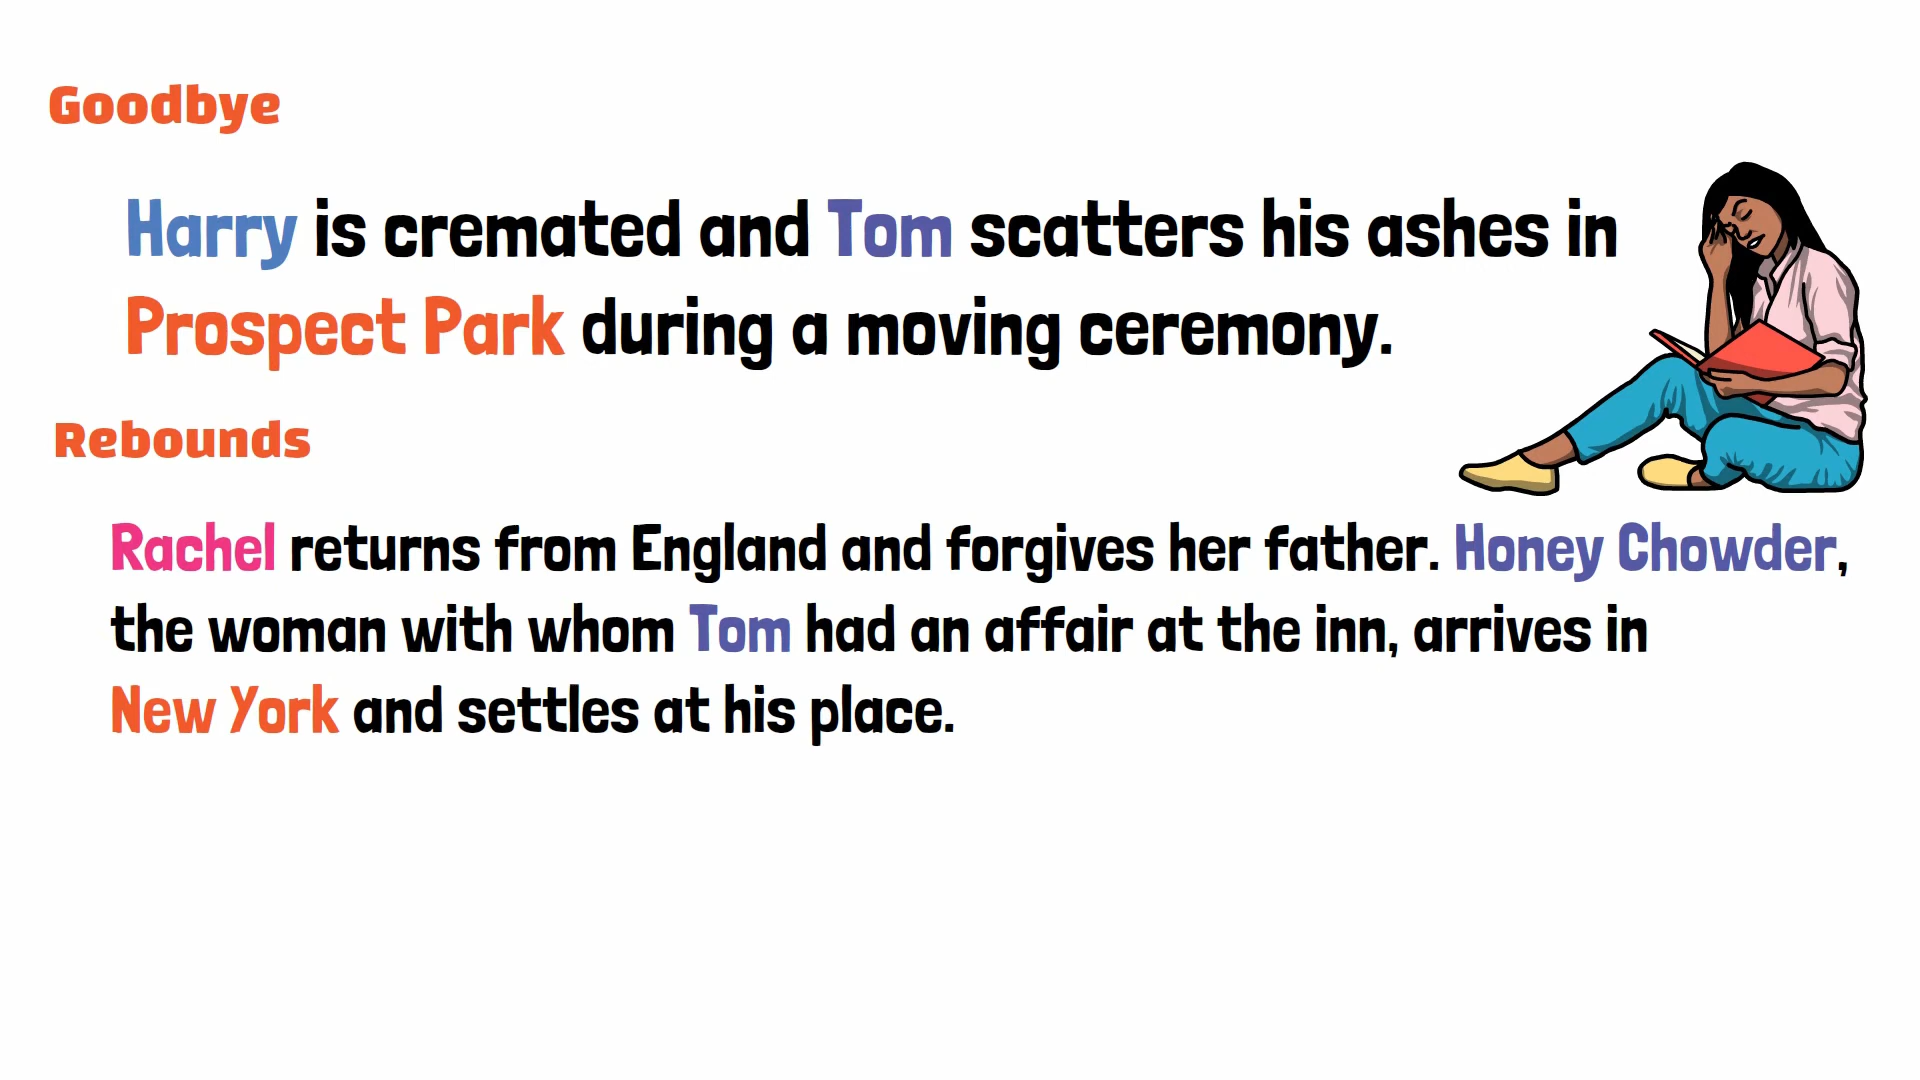 Goodbye
Harry is cremated and Tom scatters his ashes in
Prospect Park during a moving ceremony.
Rebounds
Rachel returns from England and forgives her father. Honey Chowder,
the woman with whom Tom had an affair at the inn, arrives in
New York and settles at his place.